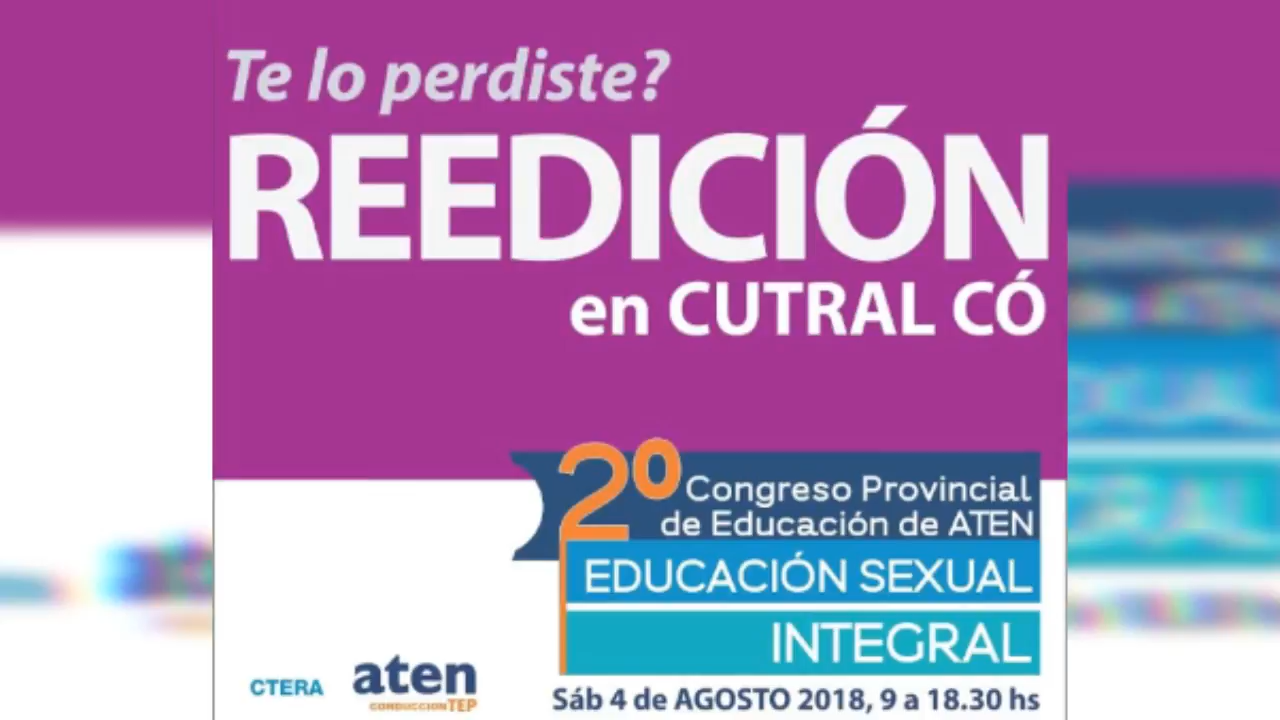 Te lo perdiste?
REEDICIÓN
en CUTRAL CÓ
2º
Congreso Provincial
de Educación de ATEN
EDUCACIÓN SEXUAL
INTEGRAL
CTERA
aten
CONDUCCION TEP
Sáb 4 de AGOSTO 2018, 9 a 18.30 hs